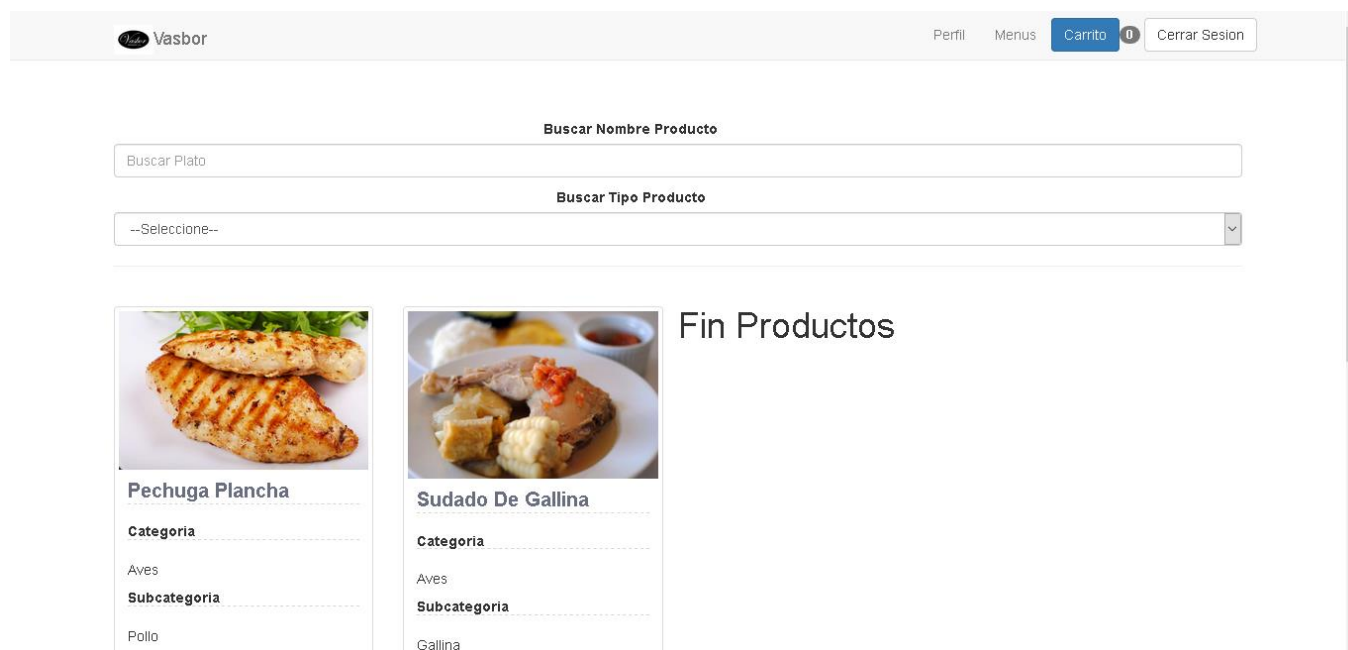 Vasbor Vasbor Perfil Menus Carrito 0 Cerrar Sesion
Buscar Nombre Producto
Buscar Plato
Buscar Tipo Producto
--Seleccione--
Fin Productos
Pechuga Plancha
Categoria
Aves
Subcategoria
Pollo
Sudado De Gallina
Categoria
Aves
Subcategoria
Gallina